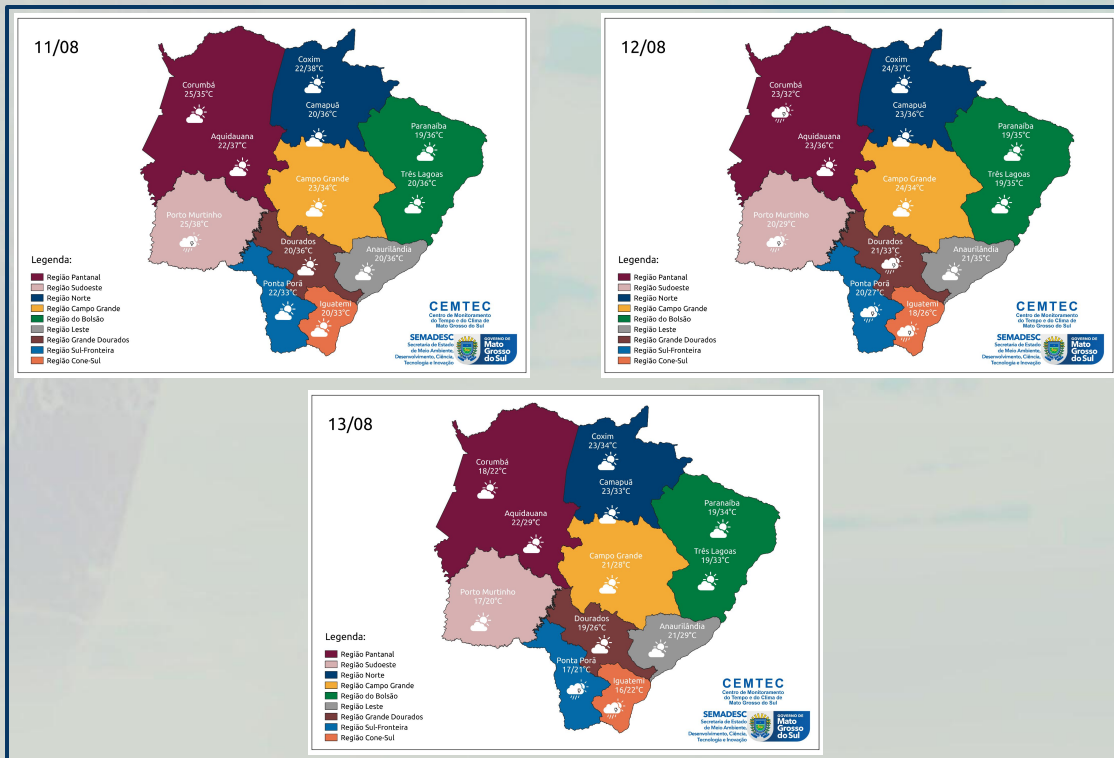 11/08
Coxim
22/38°C
Corumbá
25/35°C
Camapuã
20/36°C
Paranaíba
19/36°C
Aquidauana
22/37°C
Campo Grande
23/34°C
Três Lagoas
20/36°C
Porto Murtinho
25/38°C
Dourados
20/36°C
Anaurilândia
20/36°C
Ponta Porã
22/33°C
Iguatemi
20/33°C
Legenda:
Região Pantanal
Região Sudoeste
Região Norte
Região Campo Grande
Região do Bolsão
Região Leste
Região Grande Dourados
Região Sul-Fronteira
Região Cone-Sul
CEMTEC
Centro de Monitoramento
do Tempo e do Clima de
Mato Grosso do Sul
SEMADESC
Secretaria de Estado
de Meio Ambiente,
Desenvolvimento, Ciência,
Tecnologia e Inovação
GOVERNO DE
Mato
Grosso
do Sul
12/08
Coxim
24/37°C
Corumbá
23/32°C
Camapuã
23/36°C
Paranaíba
19/35°C
Aquidauana
23/36°C
Campo Grande
24/34°C
Três Lagoas
19/35°C
Porto Murtinho
20/29°C
Dourados
21/33°C
Anaurilândia
21/35°C
Ponta Porã
20/27°C
Iguatemi
18/26°C
Legenda:
Região Pantanal
Região Sudoeste
Região Norte
Região Campo Grande
Região do Bolsão
Região Leste
Região Grande Dourados
Região Sul-Fronteira
Região Cone-Sul
CEMTEC
Centro de Monitoramento
do Tempo e do Clima de
Mato Grosso do Sul
SEMADESC
Secretaria de Estado
de Meio Ambiente,
Desenvolvimento, Ciência,
Tecnologia e Inovação
GOVERNO DE
Mato
Grosso
do Sul
13/08
Coxim
23/34°C
Corumbá
18/22°C
Camapuã
23/33°C
Paranaíba
19/34°C
Aquidauana
22/29°C
Campo Grande
21/28°C
Três Lagoas
19/33°C
Porto Murtinho
17/20°C
Dourados
19/26°C
Anaurilândia
21/29°C
Ponta Porã
17/21°C
Iguatemi
16/22°C
Legenda:
Região Pantanal
Região Sudoeste
Região Norte
Região Campo Grande
Região do Bolsão
Região Leste
Região Grande Dourados
Região Sul-Fronteira
Região Cone-Sul
CEMTEC
Centro de Monitoramento
do Tempo e do Clima de
Mato Grosso do Sul
SEMADESC
Secretaria de Estado
de Meio Ambiente,
Desenvolvimento, Ciência,
Tecnologia e Inovação
GOVERNO DE
Mato
Grosso
do Sul